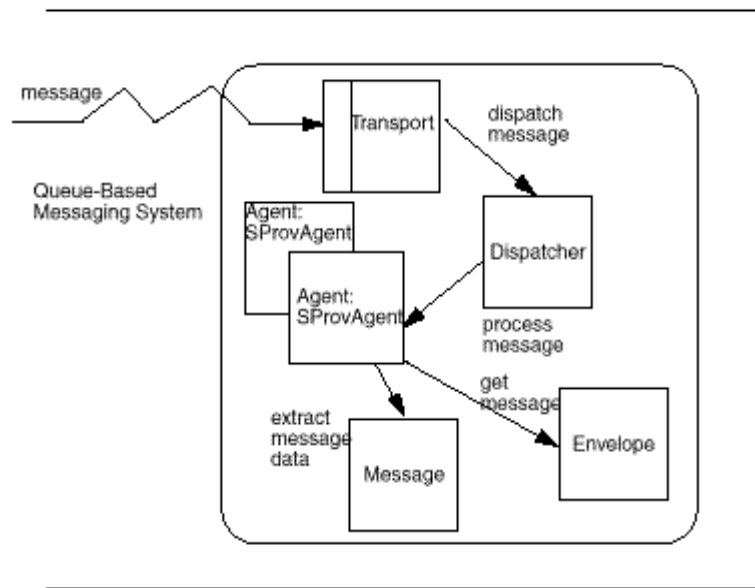 message
Transport
dispatch
message
Queue-Based
Messaging System
Agent:
SProvAgent
Dispatcher
Agent:
SProvAgent
process
message
get
message
extract
message
data
Envelope
Message